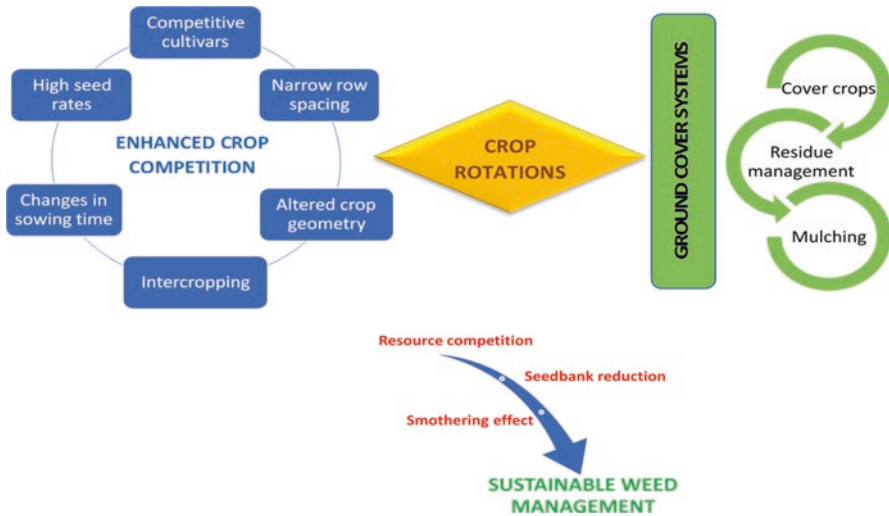 Competitive
cultivars
High seed
rates
Narrow row
spacing
ENHANCED CROP
COMPETITION
Changes in
sowing time
Altered crop
geometry
Intercropping
CROP
ROTATIONS
GROUND COVER SYSTEMS
Cover crops
Residue
management
Mulching
Resource competition
Seedbank reduction
Smothering effect
SUSTAINABLE WEED
MANAGEMENT